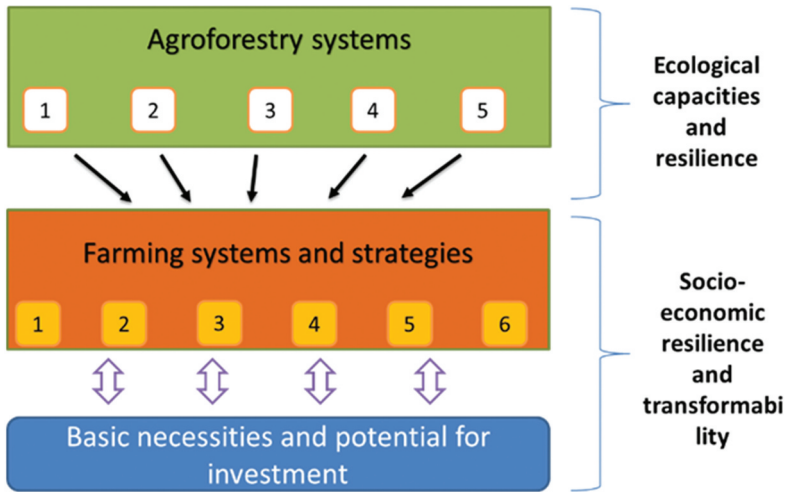 Agroforestry systems
1 2 3 4 5
Ecological
capacities
and
resilience
Farming systems and strategies
1 2 3 4 5 6
Socio-
economic
resilience
and
transformabi
lity
Basic necessities and potential for
investment